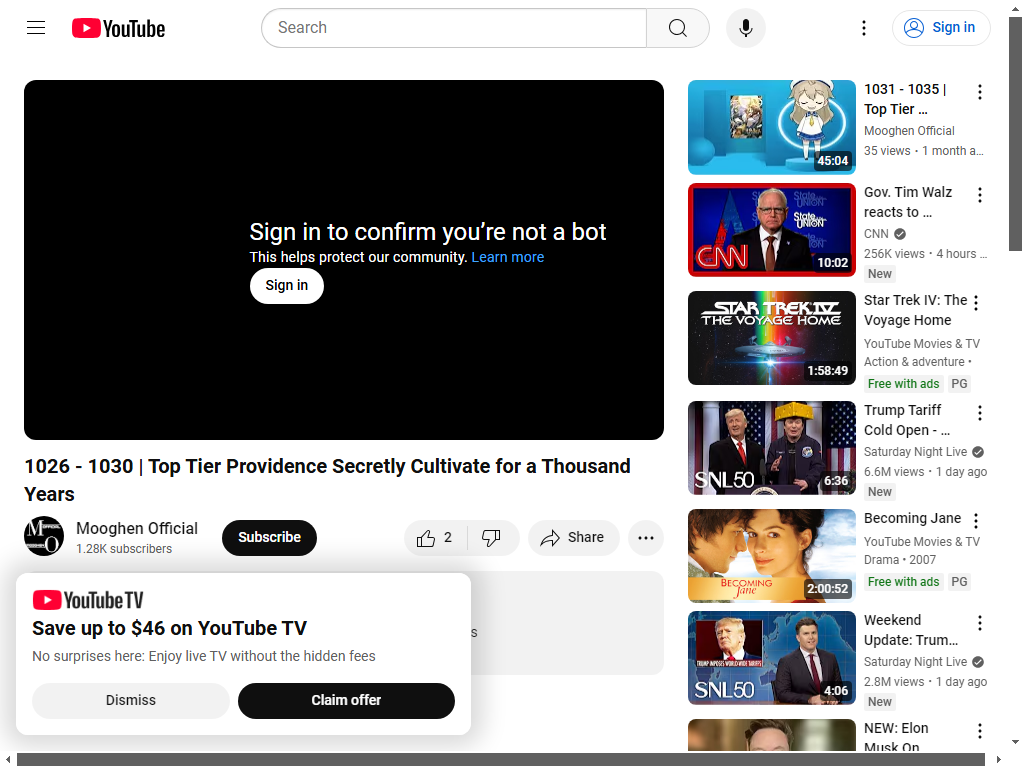 YouTube
Search
Sign in
Sign in to confirm you’re not a bot
This helps protect our community. Learn more
Sign in
1026 - 1030 | Top Tier Providence Secretly Cultivate for a Thousand
Years
Mooghen Official
1.28K subscribers
Subscribe
2
Share
s
YouTube TV
Save up to $46 on YouTube TV
No surprises here: Enjoy live TV without the hidden fees
Dismiss
Claim offer
45:04
1031 - 1035 |
Top Tier ...
Mooghen Official
35 views • 1 month a...
CNN
10:02
Gov. Tim Walz
reacts to ...
CNN
256K views • 4 hours ...
New
STAR TREK IV
THE VOYAGE HOME
1:58:49
Star Trek IV: The
Voyage Home
YouTube Movies & TV
Action & adventure •
Free with ads PG
SNL50
6:36
Trump Tariff
Cold Open - ...
Saturday Night Live
6.6M views • 1 day ago
New
BECOMING
Jane
2:00:52
Becoming Jane
YouTube Movies & TV
Drama • 2007
Free with ads PG
TRUMP IMPOSES WORLD WIDE TARIFFS
SNL50
4:06
Weekend
Update: Trum...
Saturday Night Live
2.8M views • 1 day ago
New
NEW: Elon
Musk On